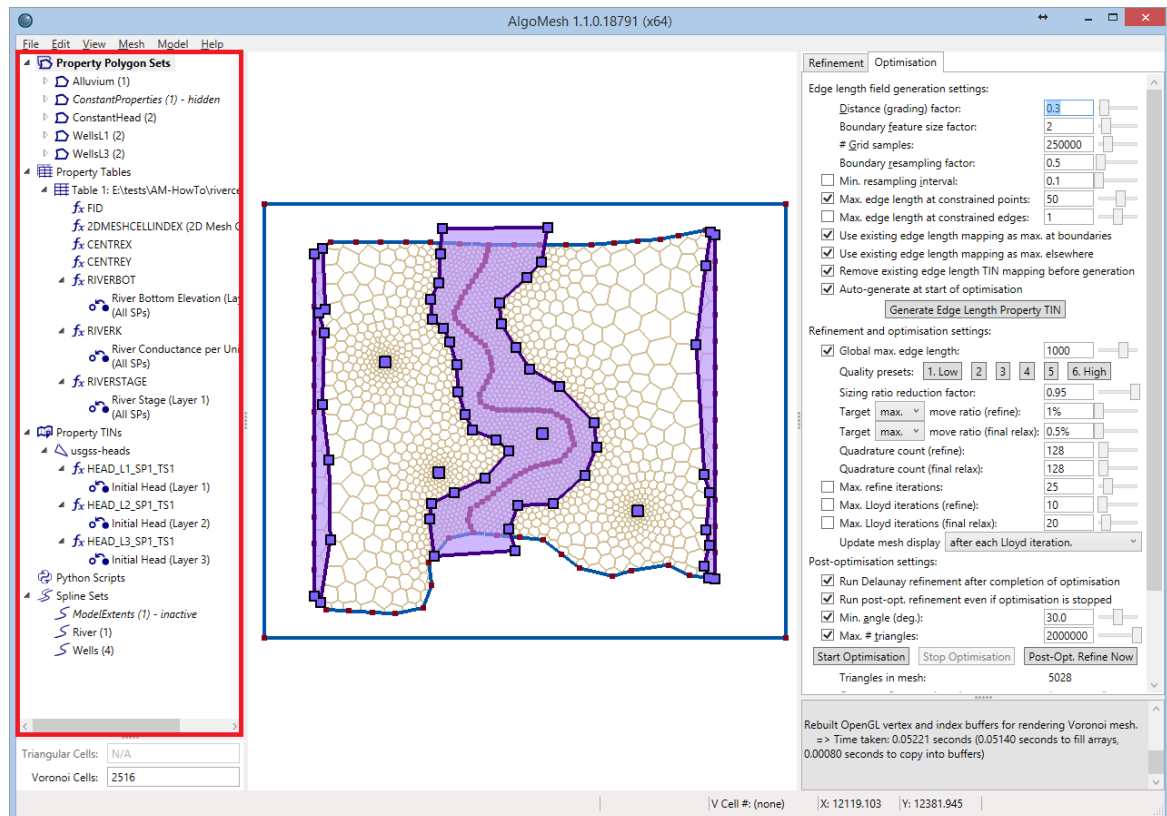 AlgoMesh 1.1.0.18791 (x64)
File Edit View Mesh Model Help
Property Polygon Sets
Alluvium (1)
ConstantProperties (1) - hidden
ConstantHead (2)
WellsL1 (2)
WellsL3 (2)
Property Tables
Table 1: E:\tests\AM-HowTo\riverce
fx FID
fx 2DMESHCELLINDEX (2D Mesh C
fx CENTREX
fx CENTREY
fx RIVERBOT
River Bottom Elevation (Lay
(All SPs)
fx RIVERK
River Conductance per Uni
(All SPs)
fx RIVERSTAGE
River Stage (Layer 1)
(All SPs)
Property TINs
usgss-heads
fx HEAD_L1_SP1_TS1
Initial Head (Layer 1)
fx HEAD_L2_SP1_TS1
Initial Head (Layer 2)
fx HEAD_L3_SP1_TS1
Initial Head (Layer 3)
Python Scripts
Spline Sets
ModelExtents (1) - inactive
River (1)
Wells (4)
Triangular Cells: N/A
Voronoi Cells: 2516
Refinement Optimisation
Edge length field generation settings:
Distance (grading) factor: 0.3
Boundary feature size factor: 2
# Grid samples: 250000
Boundary resampling factor: 0.5
Min. resampling interval: 0.1
Max. edge length at constrained points: 50
Max. edge length at constrained edges: 1
Use existing edge length mapping as max. at boundaries
Use existing edge length mapping as max. elsewhere
Remove existing edge length TIN mapping before generation
Auto-generate at start of optimisation
Generate Edge Length Property TIN
Refinement and optimisation settings:
Global max. edge length: 1000
Quality presets: 1. Low 2 3 4 5 6. High
Sizing ratio reduction factor: 0.95
Target max. move ratio (refine): 1%
Target max. move ratio (final relax): 0.5%
Quadrature count (refine): 128
Quadrature count (final relax): 128
Max. refine iterations: 25
Max. Lloyd iterations (refine): 10
Max. Lloyd iterations (final relax): 20
Update mesh display after each Lloyd iteration.
Post-optimisation settings:
Run Delaunay refinement after completion of optimisation
Run post-opt. refinement even if optimisation is stopped
Min. angle (deg.): 30.0
Max. # triangles: 2000000
Start Optimisation Stop Optimisation Post-Opt. Refine Now
Triangles in mesh: 5028
Rebuilt OpenGL vertex and index buffers for rendering Voronoi mesh.
=> Time taken: 0.05221 seconds (0.05140 seconds to fill arrays,
0.00080 seconds to copy into buffers)
V Cell #: (none) X: 12119.103 Y: 12381.945